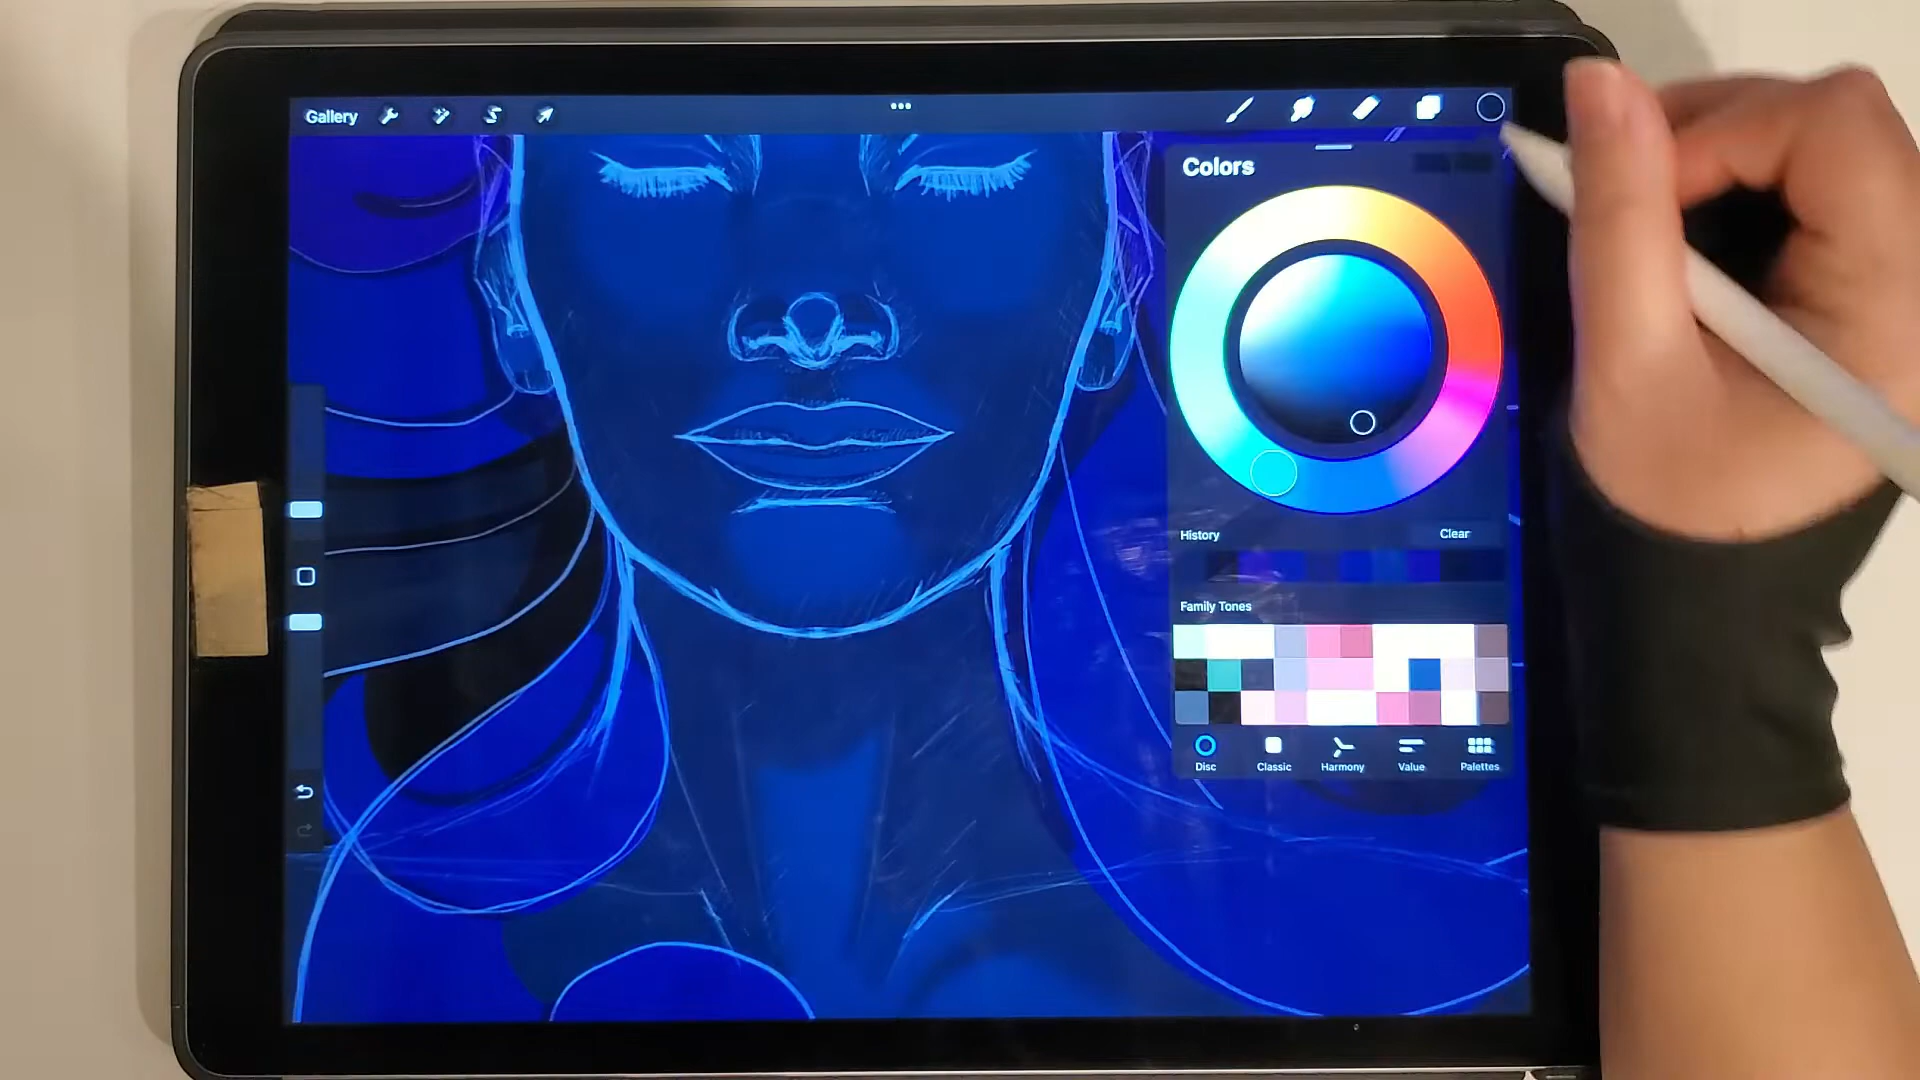 Gallery
Colors
History Clear
Family Tones
Disc Classic Harmony Value Palettes